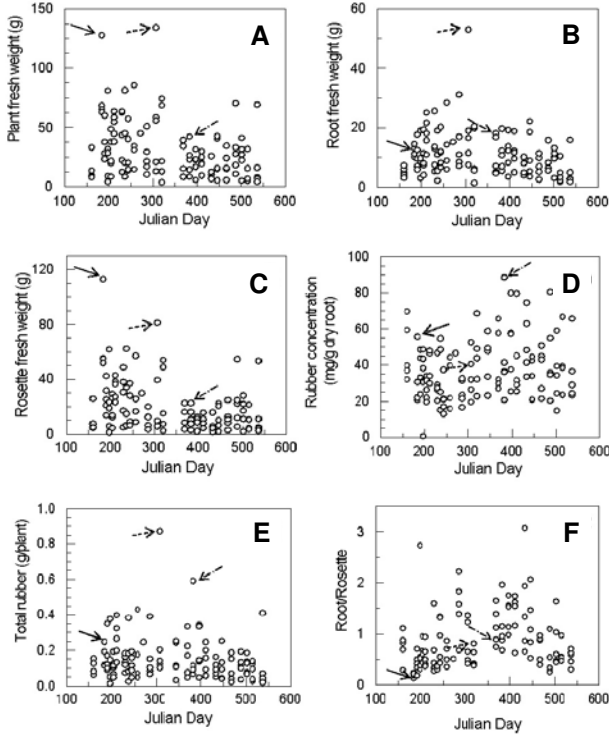 A
Plant fresh weight (g)
150
100
50
0
100 200 300 400 500 600
Julian Day
B
Root fresh weight (g)
60
40
20
0
100 200 300 400 500 600
Julian Day
C
Rosette fresh weight (g)
120
80
40
0
100 200 300 400 500 600
Julian Day
D
Rubber concentration
(mg/g dry root)
100
80
60
40
20
0
100 200 300 400 500 600
Julian Day
E
Total rubber (g/plant)
1.0
0.8
0.6
0.4
0.2
0.0
100 200 300 400 500 600
Julian Day
F
Root/Rosette
3
2
1
0
100 200 300 400 500 600
Julian Day